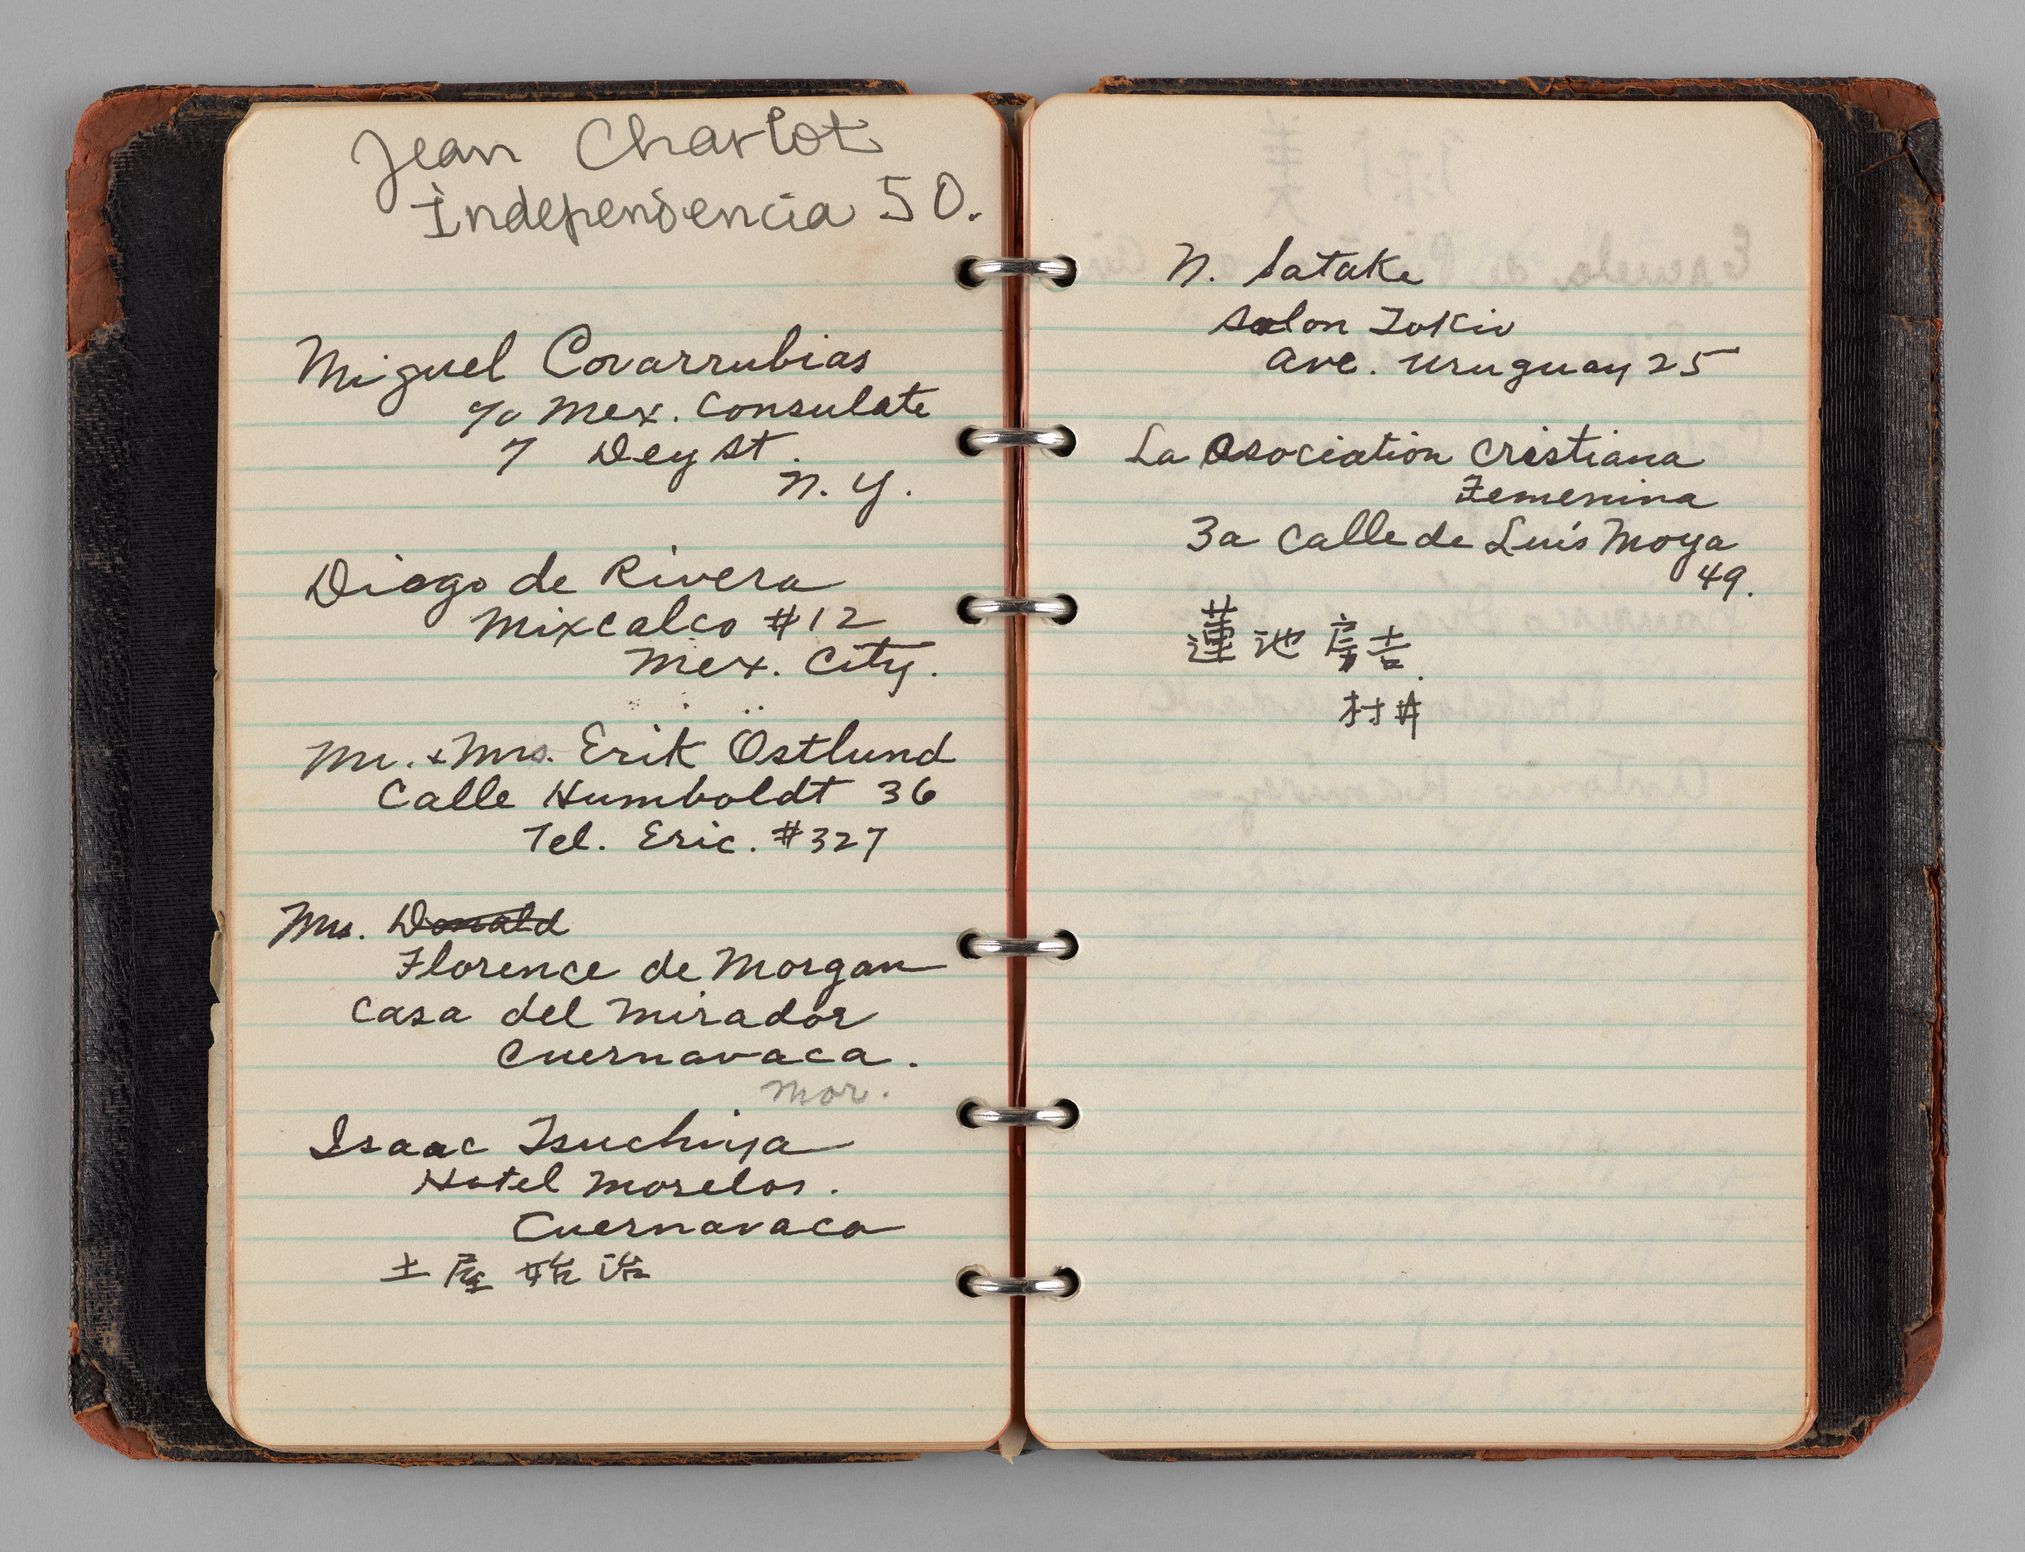 Jean Charlot
Independencia 50.
Miguel Covarrubias
c/o Mex. Consulate
7 Dey St.
N. Y.
Diego de Rivera
Mixcalco #12
Mex. City.
Mr. + Mrs. Erik Östlund
Calle Humboldt 36
Tel. Eric. #327
Mrs. Donald
Florence de Morgan
Casa del Mirador
Cuernavaca.
Mor.
Isaac Tsuchiya
Hotel Morelos.
Cuernavaca
土屋 始治
N. Satake
Salon Tokio
Ave. Uruguay 25
La Asociation Cristiana
Femenina
3a Calle de Luis Moya
49.
蓮池 房吉.
村井